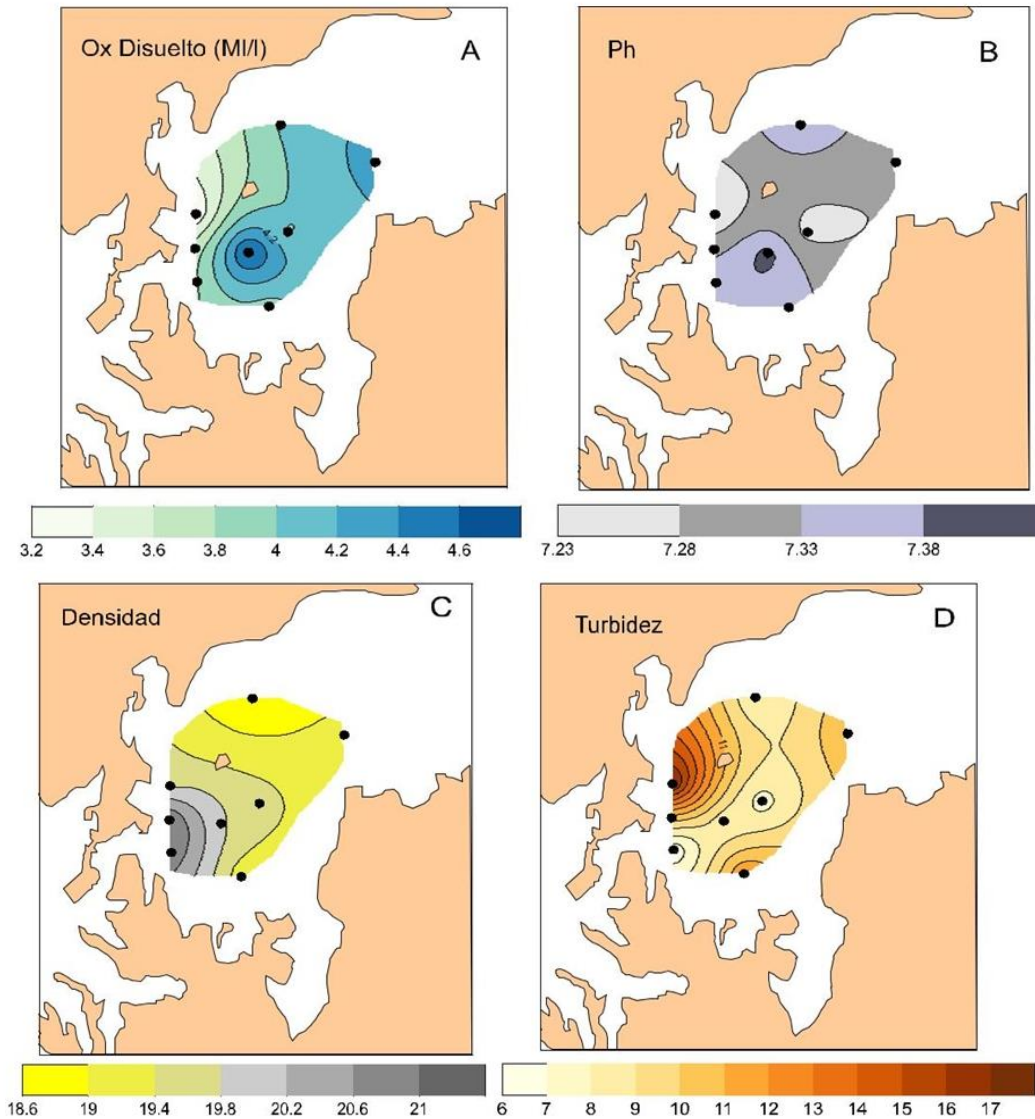 Ox Disuelto (Ml/l)
A
4.2
3.2 3.4 3.6 3.8 4 4.2 4.4 4.6
Ph
B
7.23 7.28 7.33 7.38
Densidad
C
18.6 19 19.4 19.8 20.2 20.6 21
Turbidez
D
11
6 7 8 9 10 11 12 13 14 15 16 17